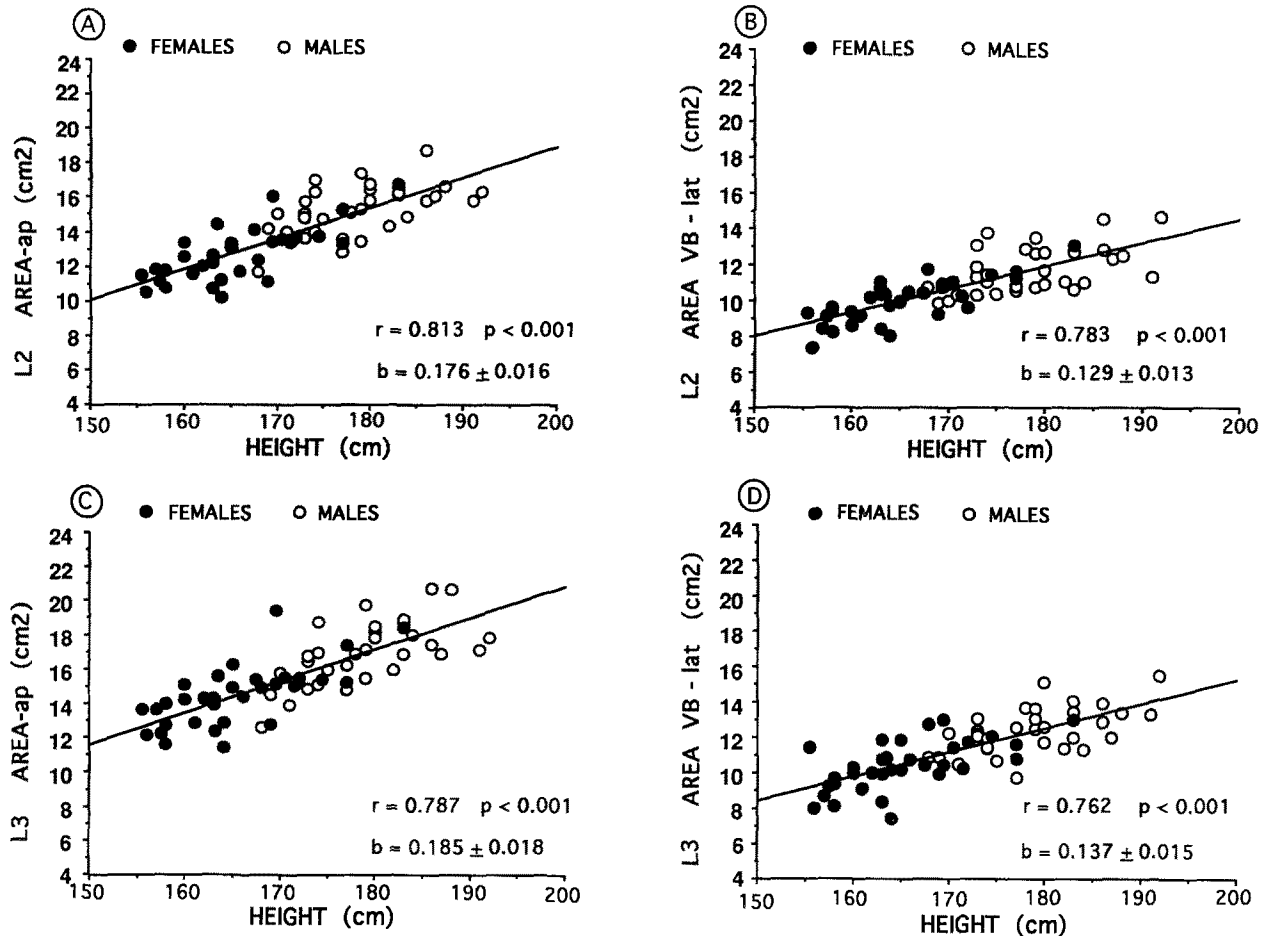 A
FEMALES MALES
24
22
20
18
16
14
12
10
8
6
4
L2 AREA-ap (cm2)
r = 0.813 p < 0.001
b = 0.176 ± 0.016
150 160 170 180 190 200
HEIGHT (cm)
B
FEMALES MALES
24
22
20
18
16
14
12
10
8
6
4
L2 AREA VB - lat (cm2)
r = 0.783 p < 0.001
b = 0.129 ± 0.013
150 160 170 180 190 200
HEIGHT (cm)
C
FEMALES MALES
24
22
20
18
16
14
12
10
8
6
4
L3 AREA-ap (cm2)
r = 0.787 p < 0.001
b = 0.185 ± 0.018
150 160 170 180 190 200
HEIGHT (cm)
D
FEMALES MALES
24
22
20
18
16
14
12
10
8
6
4
L3 AREA VB - lat (cm2)
r = 0.762 p < 0.001
b = 0.137 ± 0.015
150 160 170 180 190 200
HEIGHT (cm)